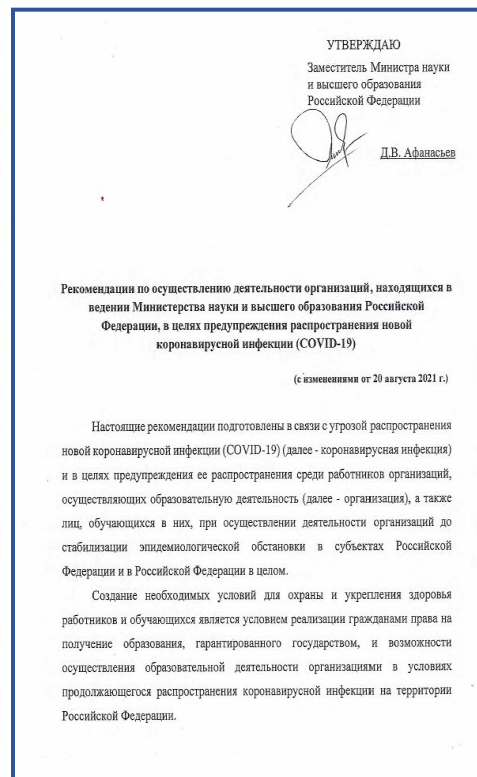 УТВЕРЖДАЮ
Заместитель Министра науки
и высшего образования
Российской Федерации
Д.В. Афанасьев
Рекомендации по осуществлению деятельности организаций, находящихся в
ведении Министерства науки и высшего образования Российской
Федерации, в целях предупреждения распространения новой
коронавирусной инфекции (COVID-19)
(с изменениями от 20 августа 2021 г.)
Настоящие рекомендации подготовлены в связи с угрозой распространения
новой коронавирусной инфекции (COVID-19) (далее - коронавирусная инфекция)
и в целях предупреждения ее распространения среди работников организаций,
осуществляющих образовательную деятельность (далее - организация), а также
лиц, обучающихся в них, при осуществлении деятельности организаций до
стабилизации эпидемиологической обстановки в субъектах Российской
Федерации и в Российской Федерации в целом.
Создание необходимых условий для охраны и укрепления здоровья
работников и обучающихся является условием реализации гражданами права на
получение образования, гарантированного государством, и возможности
осуществления образовательной деятельности организациями в условиях
продолжающегося распространения коронавирусной инфекции на территории
Российской Федерации.